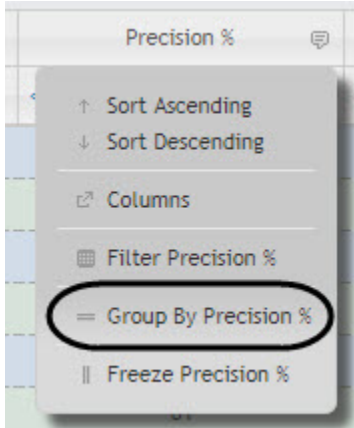 Precision %
Sort Ascending
Sort Descending
Columns
Filter Precision %
Group By Precision %
Freeze Precision %